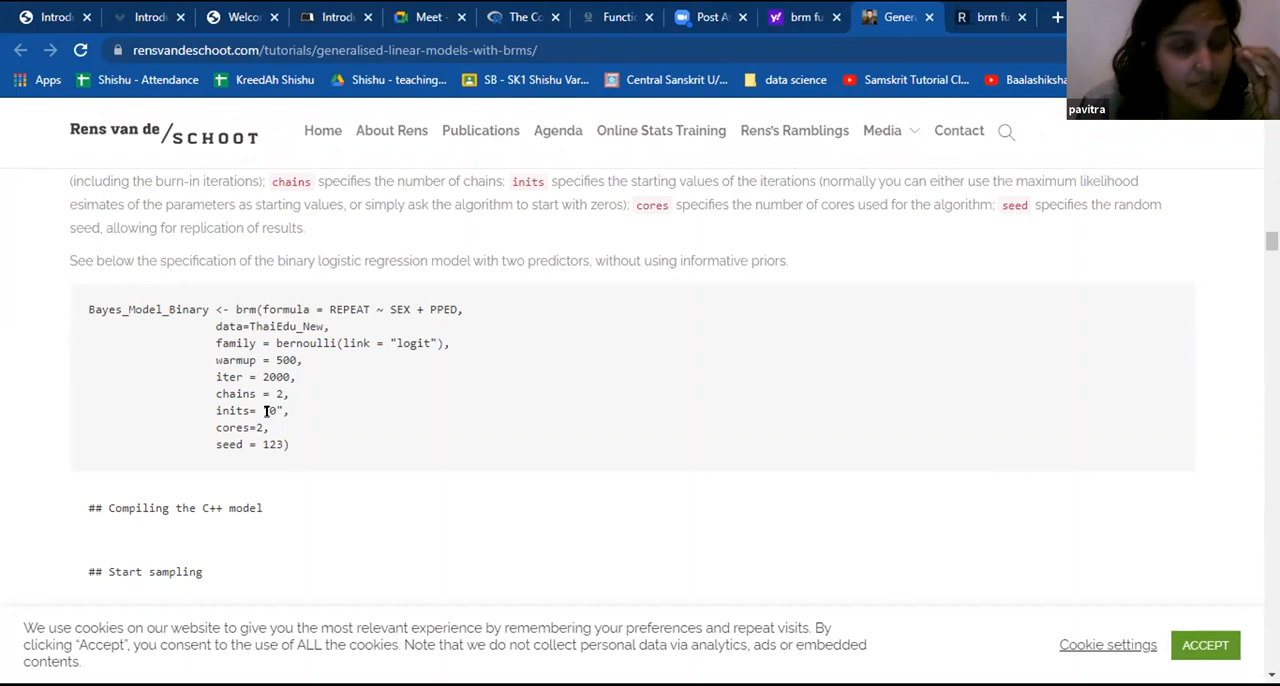 Introd
Introdu
Welco
Introdu
Meet -
The Co
Functi
Post A
brm fu
Gener
brm fu
rensvandeschoot.com/tutorials/generalised-linear-models-with-brms/
Apps
Shishu - Attendance
KreedAh Shishu
Shishu - teaching...
SB - SK1 Shishu Var...
Central Sanskrit U/...
data science
Samskrit Tutorial Cl...
Baalashiksha
pavitra
Rens van de / SCHOOT
Home About Rens Publications Agenda Online Stats Training Rens's Ramblings Media Contact
(including the burn-in iterations); chains specifies the number of chains; inits specifies the starting values of the iterations (normally you can either use the maximum likelihood
esimates of the parameters as starting values, or simply ask the algorithm to start with zeros); cores specifies the number of cores used for the algorithm; seed specifies the random
seed, allowing for replication of results.
See below the specification of the binary logistic regression model with two predictors, without using informative priors.
Bayes_Model_Binary <- brm(formula = REPEAT ~ SEX + PPED,
data=ThaiEdu_New,
family = bernoulli(link = "logit"),
warmup = 500,
iter = 2000,
chains = 2,
inits= "0",
cores=2,
seed = 123)
## Compiling the C++ model
## Start sampling
We use cookies on our website to give you the most relevant experience by remembering your preferences and repeat visits. By
clicking "Accept", you consent to the use of ALL the cookies. Note that we do not collect personal data via analytics, ads or embedded
contents.
Cookie settings
ACCEPT